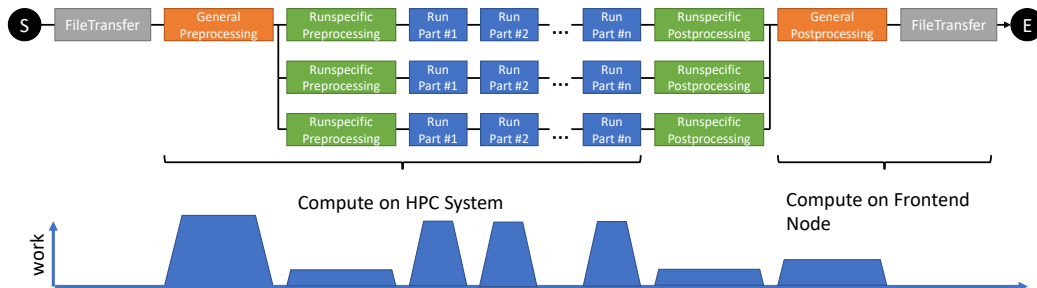 S
FileTransfer
General
Preprocessing
Runspecific
Preprocessing
Run
Part #1
Run
Part #2
...
Run
Part #n
Runspecific
Postprocessing
General
Postprocessing
FileTransfer
E
Runspecific
Preprocessing
Run
Part #1
Run
Part #2
...
Run
Part #n
Runspecific
Postprocessing
Runspecific
Preprocessing
Run
Part #1
Run
Part #2
...
Run
Part #n
Runspecific
Postprocessing
Compute on HPC System
Compute on Frontend
Node
work